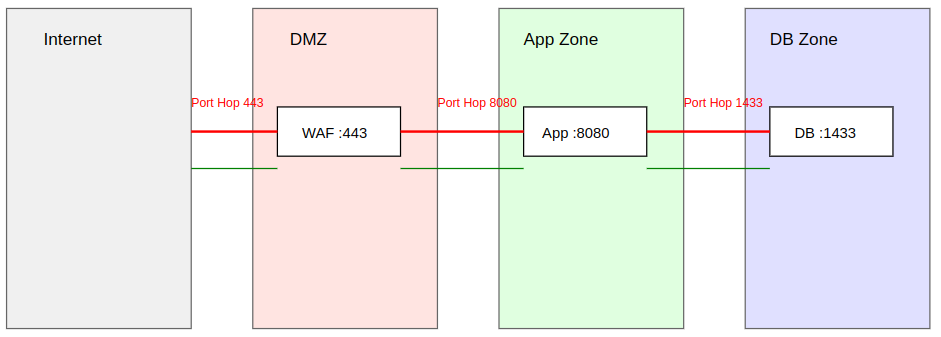 Internet
DMZ
App Zone
DB Zone
Port Hop 443
Port Hop 8080
Port Hop 1433
WAF :443
App :8080
DB :1433